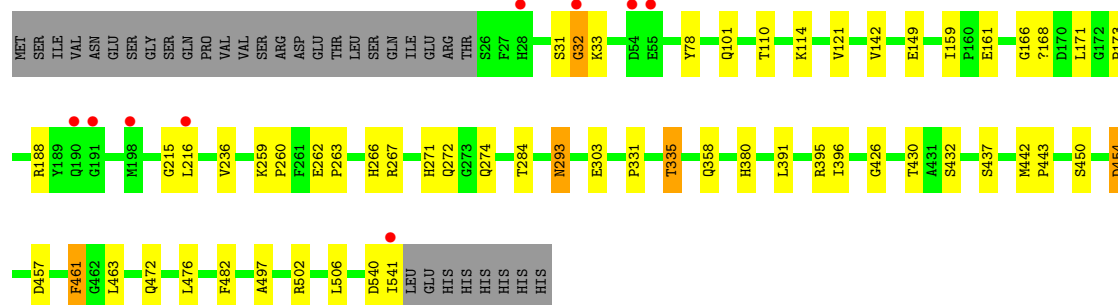 MET SER ILE VAL ASN GLU SER GLY SER GLN PRO VAL VAL SER ARG ASP GLU THR LEU SER GLN ILE GLU ARG THR S26 F27 H28 S31 G32 K33 D54 E55 Y78 Q101 T110 K114 V121 V142 E149 I159 P160 E161 G166 ?168 D170 L171 G172
R188 Y189 Q190 G191 M198 G215 L216 V236 K259 P260 F261 E262 P263 H266 R267 H271 Q272 G273 Q274 T284 N293 E303 P331 T335 Q358 H380 L391 R395 I396 G426 T430 A431 S432 S437 M442 P443 S450 D454
D457 F461 G462 L463 Q472 L476 F482 A497 R502 L506 D540 I541 LEU GLU HIS HIS HIS HIS HIS HIS